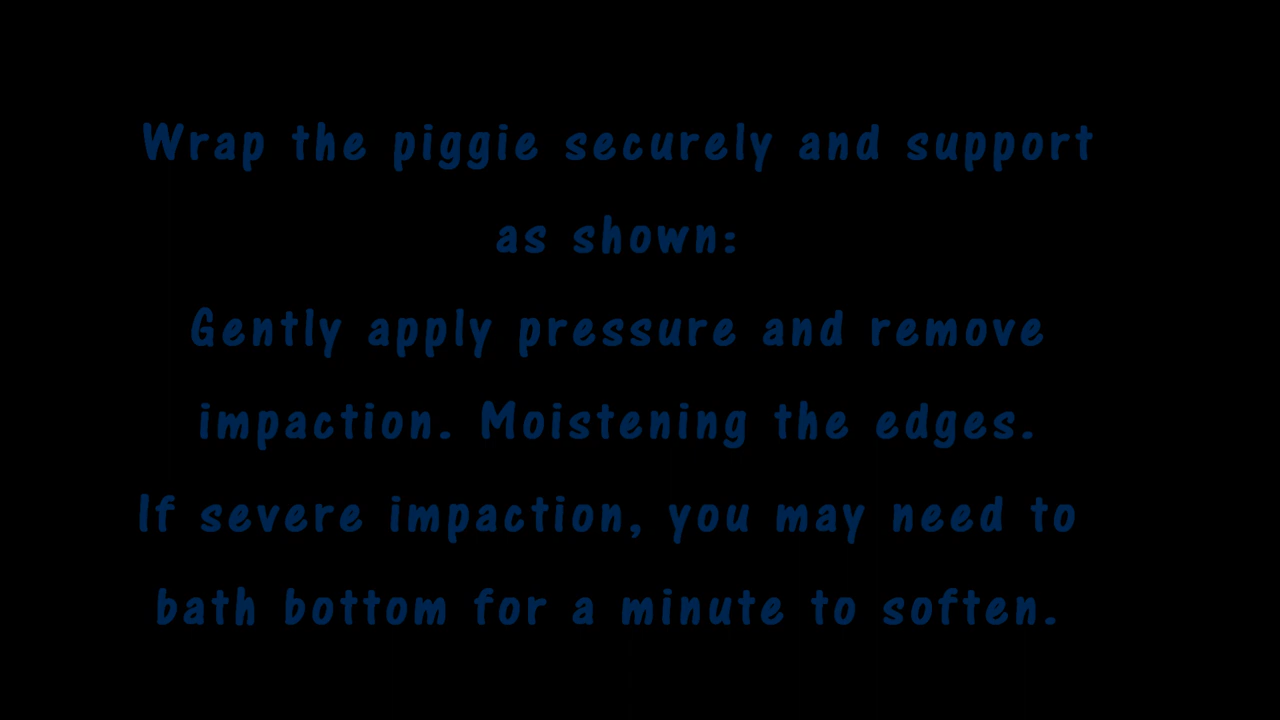 Wrap the piggie securely and support
as shown:
Gently apply pressure and remove
impaction. Moistening the edges.
If severe impaction, you may need to
bath bottom for a minute to soften.